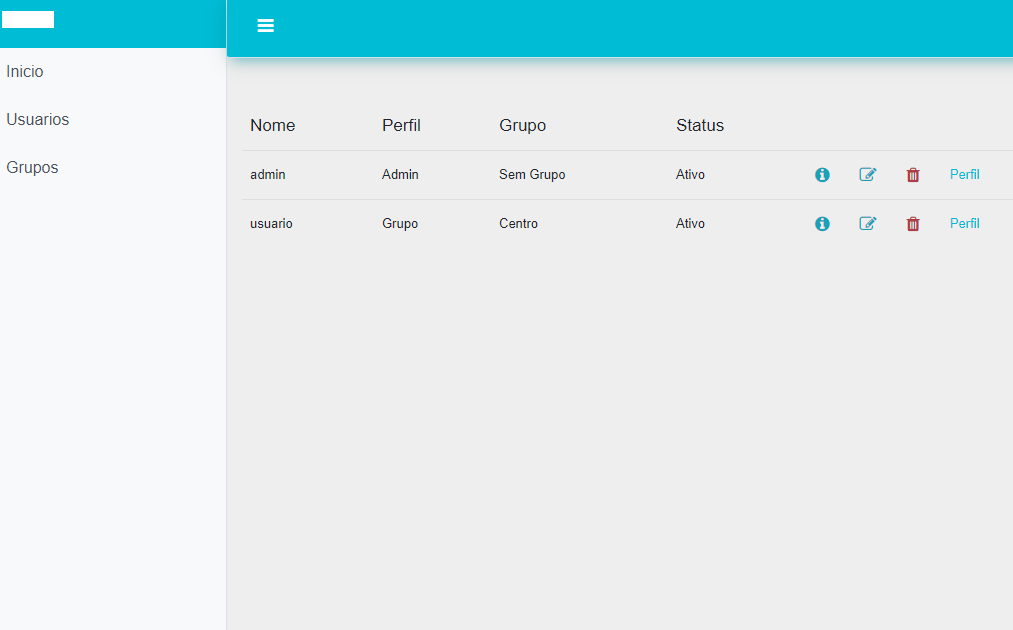 Inicio
Usuarios
Grupos
Nome Perfil Grupo Status
admin Admin Sem Grupo Ativo Perfil
usuario Grupo Centro Ativo Perfil